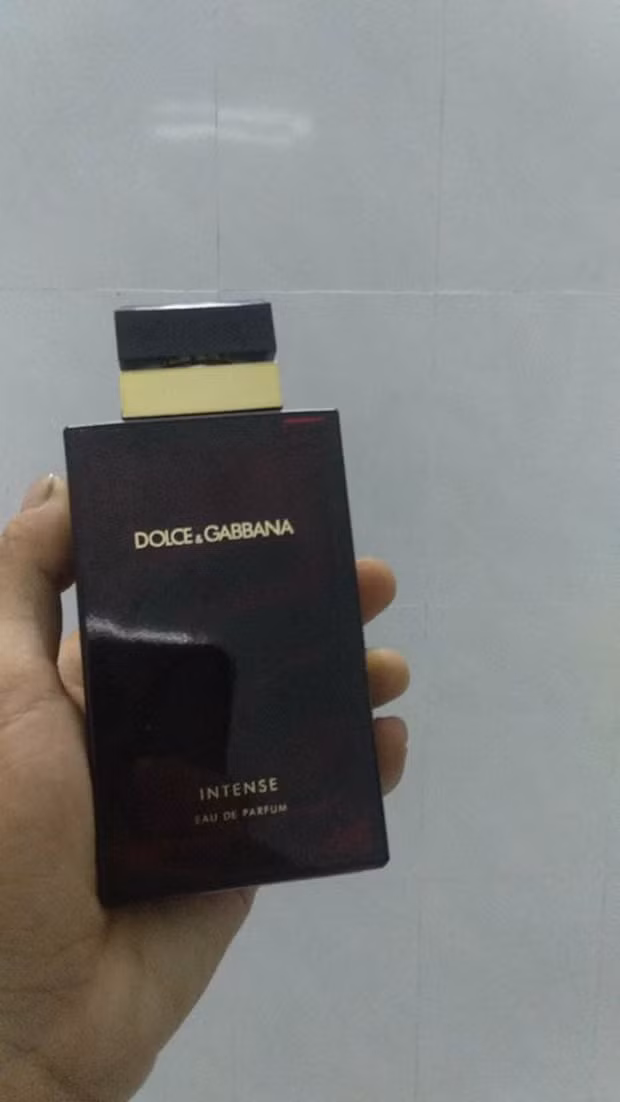 DOLCE & GABBANA
INTENSE
EAU DE PARFUM